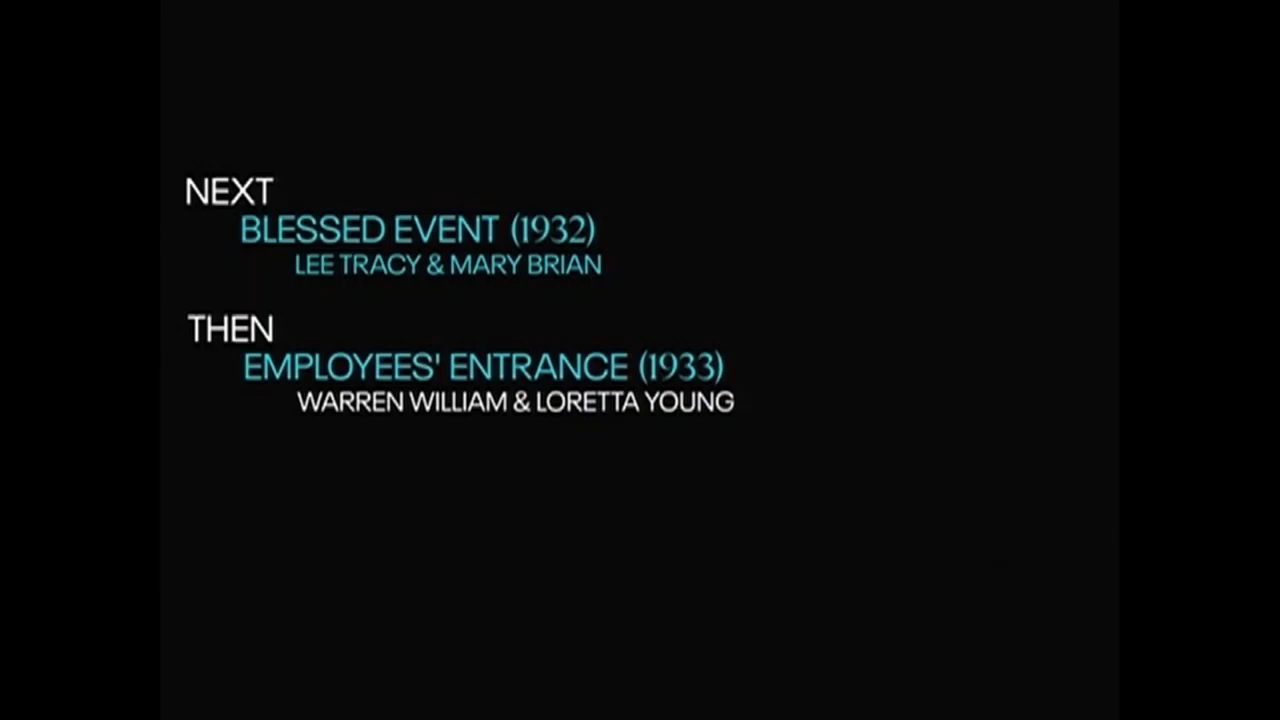 NEXT
BLESSED EVENT (1932)
LEE TRACY & MARY BRIAN
THEN
EMPLOYEES' ENTRANCE (1933)
WARREN WILLIAM & LORETTA YOUNG